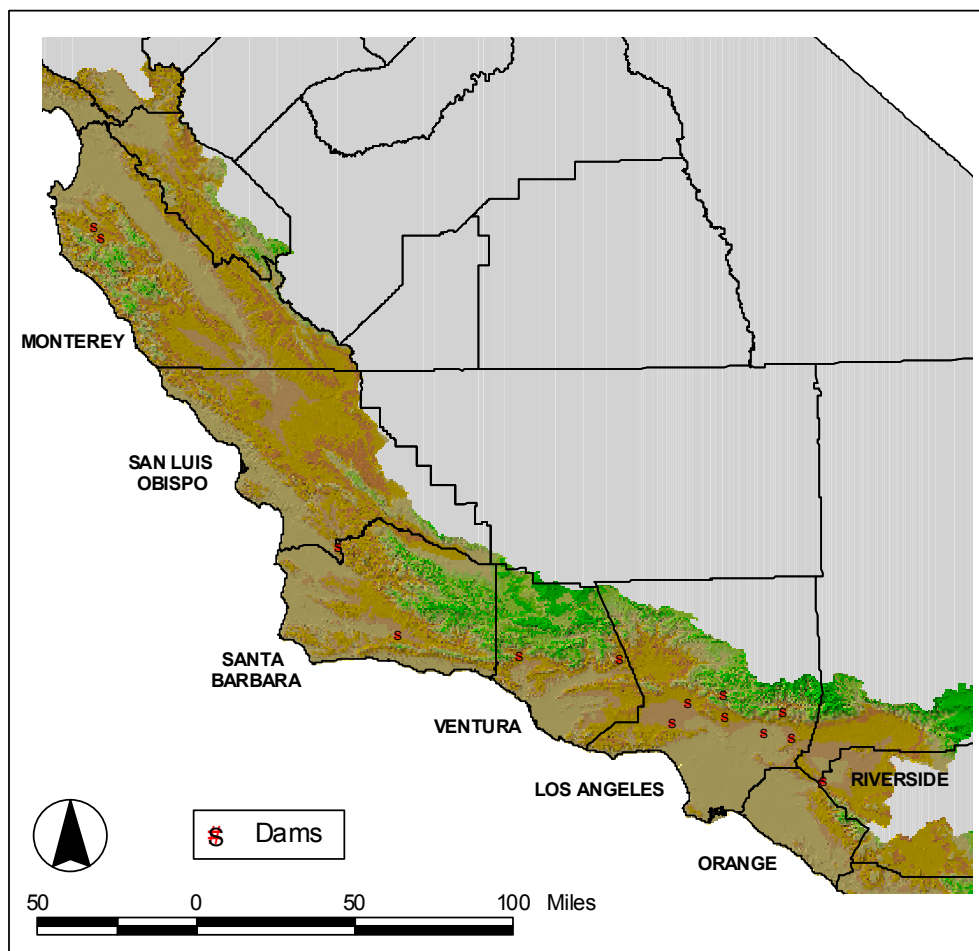 MONTEREY
SAN LUIS
OBISPO
SANTA
BARBARA
VENTURA
LOS ANGELES
RIVERSIDE
ORANGE
Dams
50 0 50 100 Miles